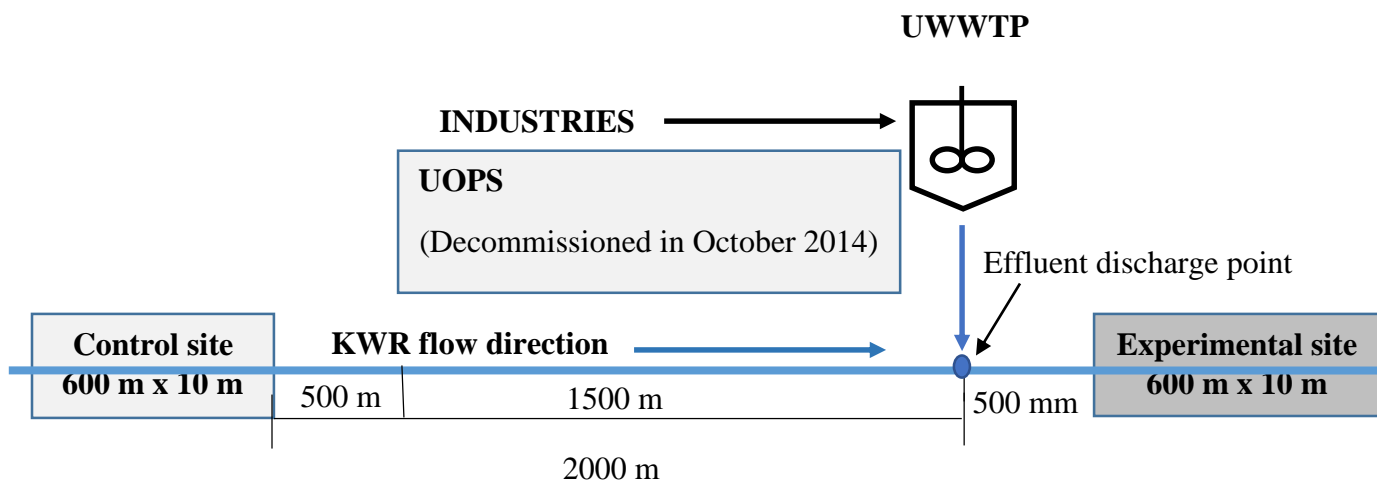 UWWTP
INDUSTRIES
UOPS
(Decommissioned in October 2014)
Effluent discharge point
Control site
600 m x 10 m
KWR flow direction
Experimental site
600 m x 10 m
500 m
1500 m
500 mm
2000 m